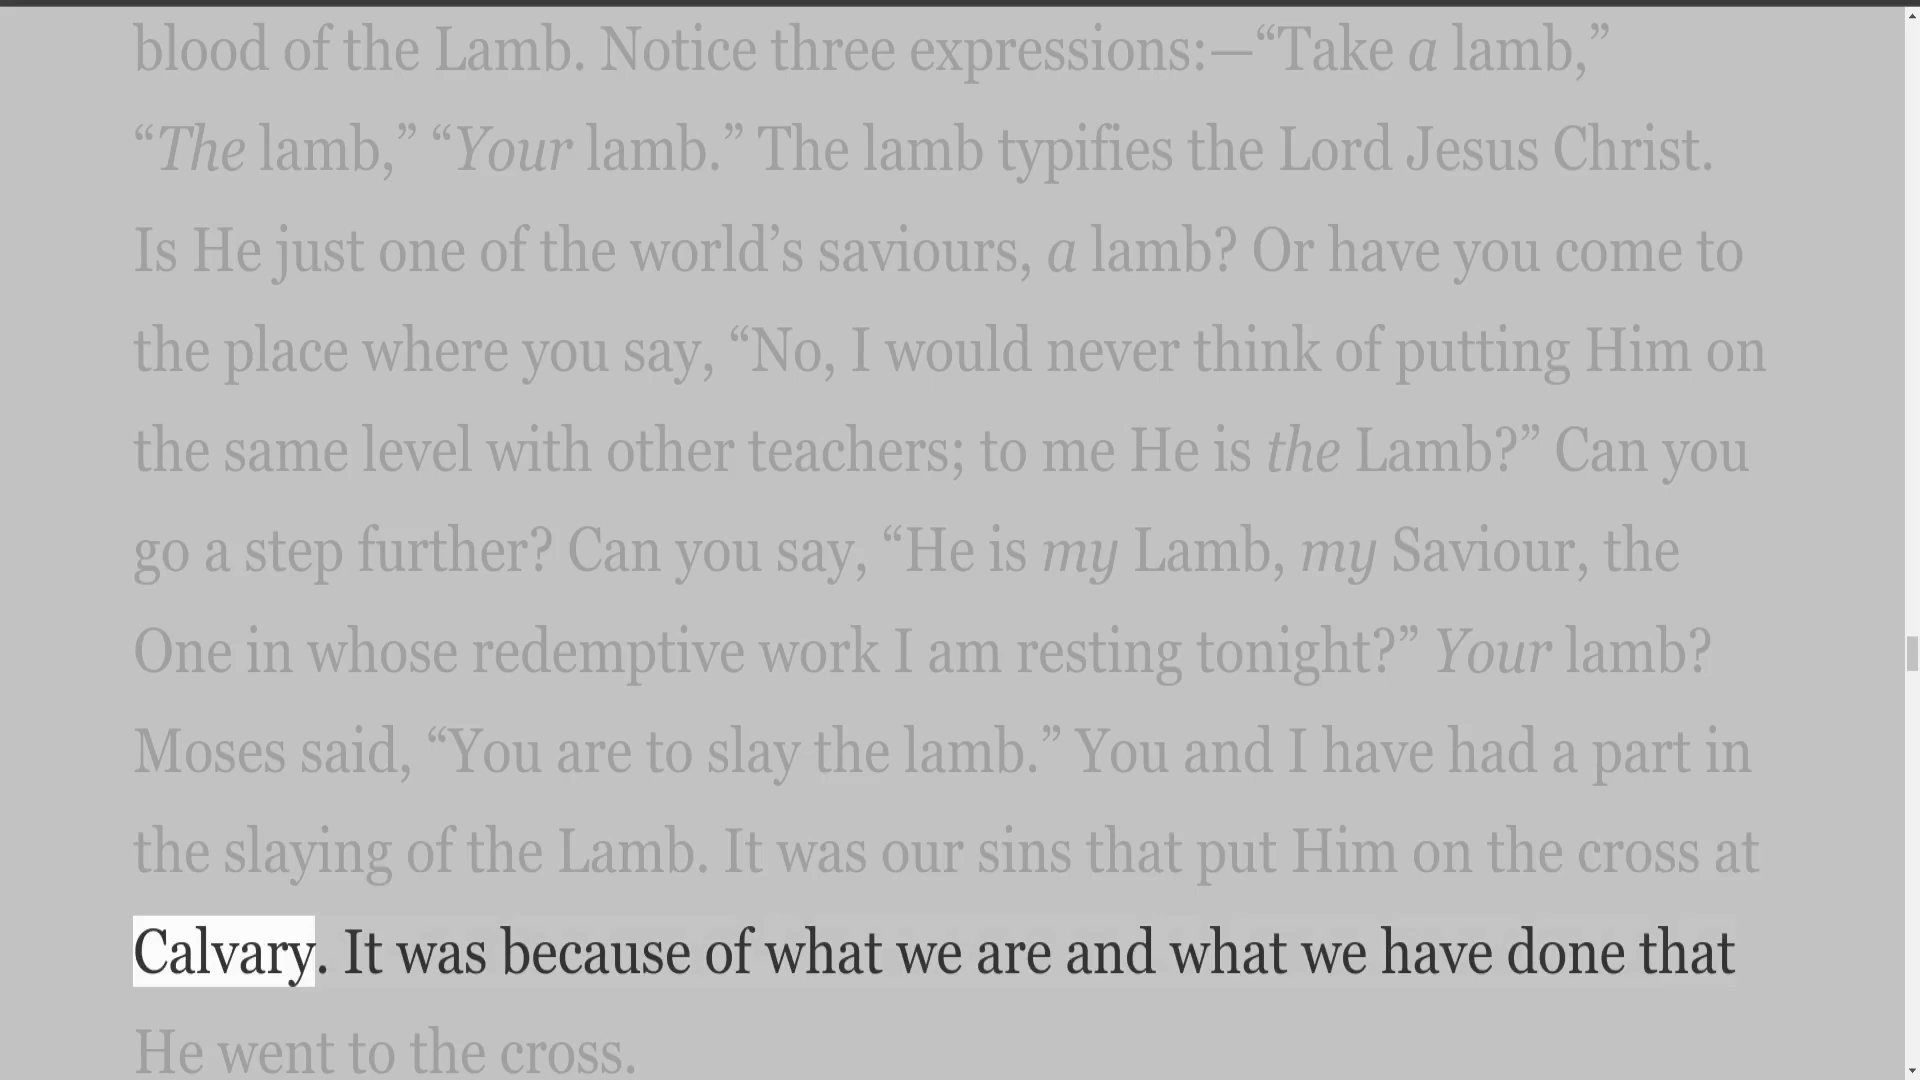 blood of the Lamb. Notice three expressions:—“Take a lamb,”
“The lamb,” “Your lamb.” The lamb typifies the Lord Jesus Christ.
Is He just one of the world’s saviours, a lamb? Or have you come to
the place where you say, “No, I would never think of putting Him on
the same level with other teachers; to me He is the Lamb?” Can you
go a step further? Can you say, “He is my Lamb, my Saviour, the
One in whose redemptive work I am resting tonight?” Your lamb?
Moses said, “You are to slay the lamb.” You and I have had a part in
the slaying of the Lamb. It was our sins that put Him on the cross at
Calvary. It was because of what we are and what we have done that
He went to the cross.